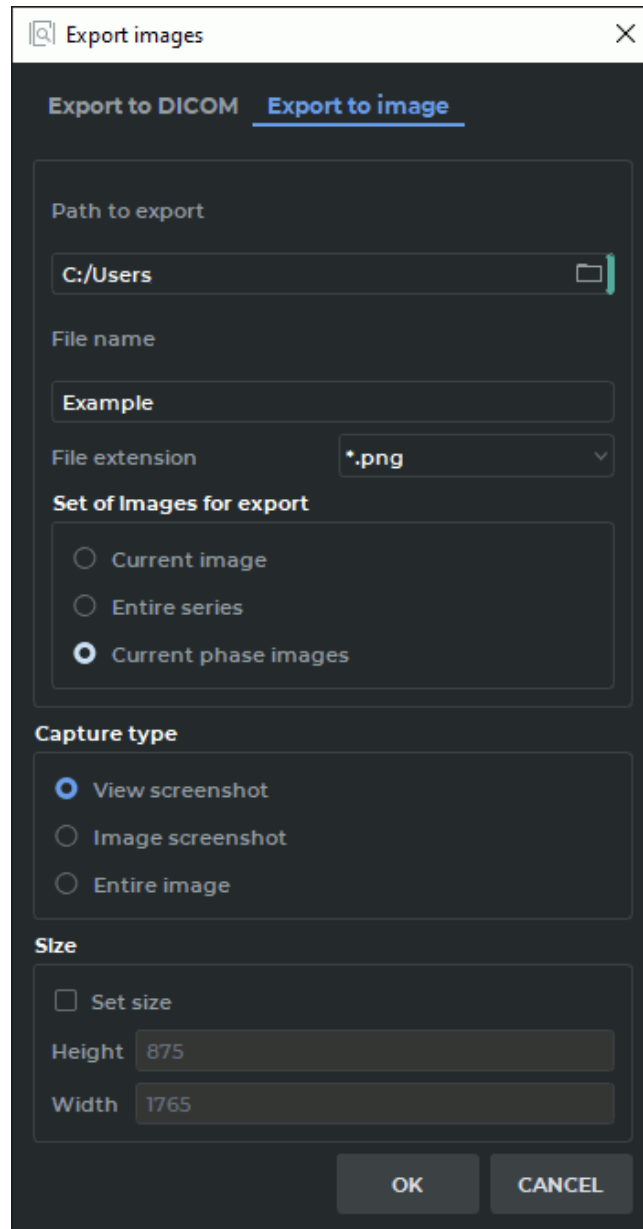 Export images
Export to DICOM Export to image
Path to export
C:/Users
File name
Example
File extension *.png
Set of Images for export
Current image
Entire series
Current phase images
Capture type
View screenshot
Image screenshot
Entire image
SIze
Set size
Height 875
Width 1765
OK CANCEL